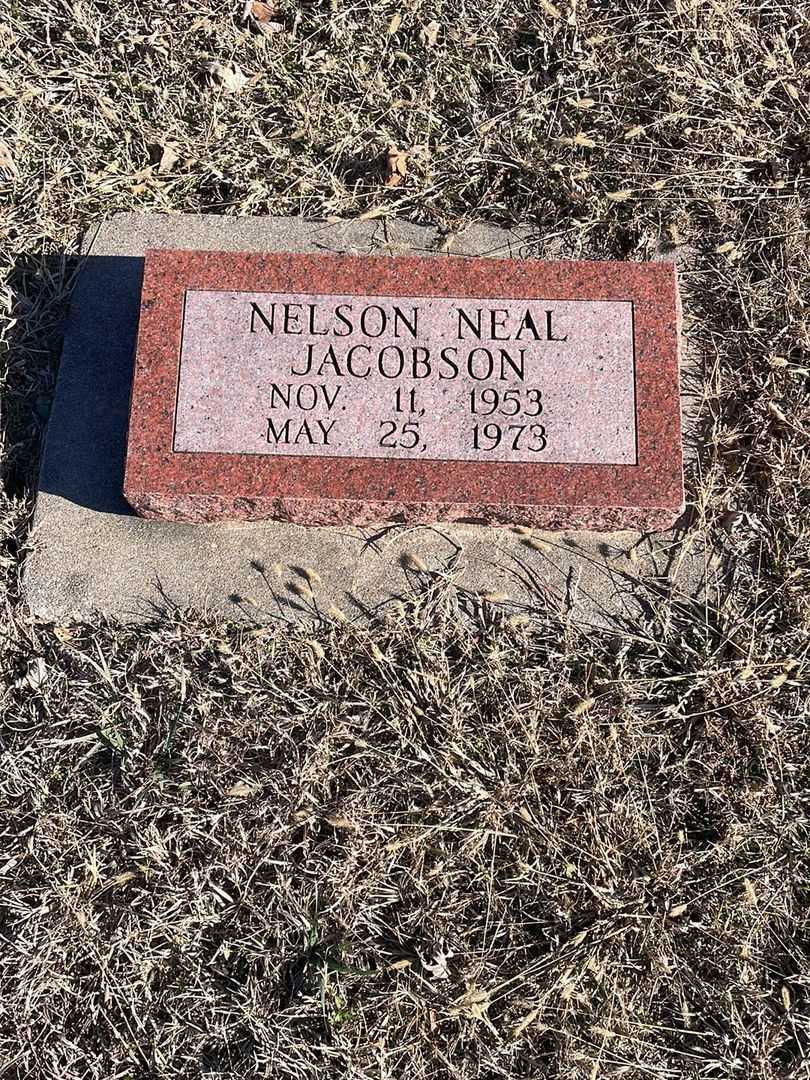 NELSON NEAL
JACOBSON
NOV. 11, 1953
MAY 25, 1973